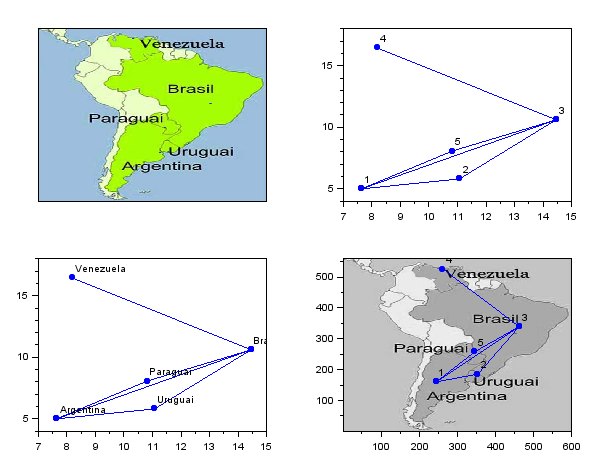 Venezuela
Brasil
Paraguai
Uruguai
Argentina
4
3
5
2
1
15
10
5
7 8 9 10 11 12 13 14 15
Venezuela
Bra
Paraguai
Uruguai
Argentina
15
10
5
7 8 9 10 11 12 13 14 15
4
Venezuela
Brasil 3
Paraguai 5
1 2
Uruguai
Argentina
500
400
300
200
100
100 200 300 400 500 600